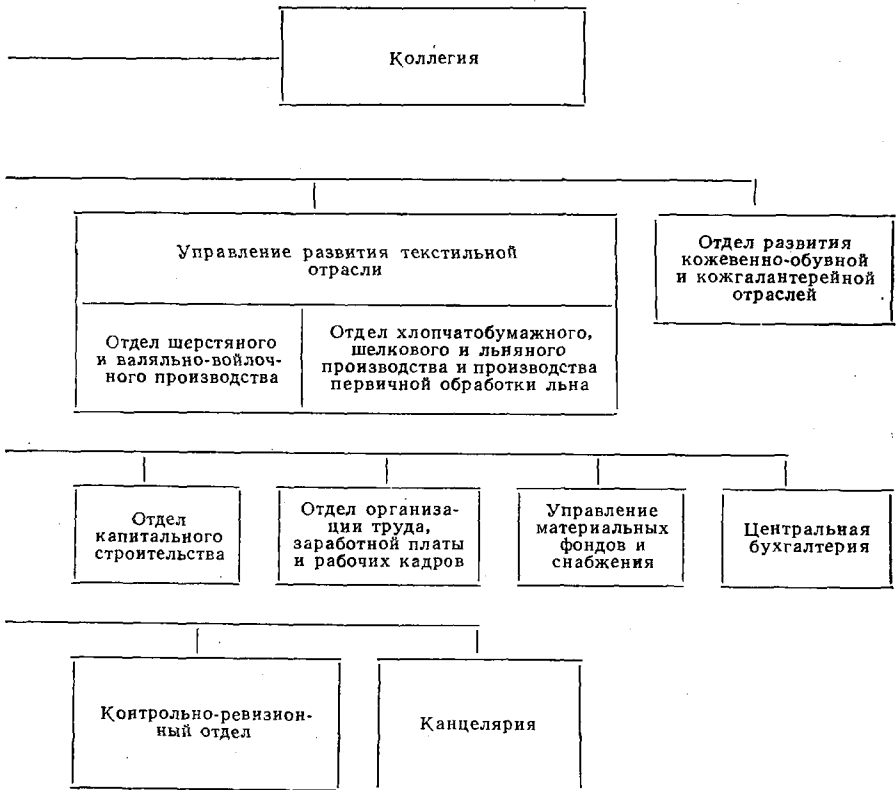 Коллегия
Управление развития текстильной
отрасли
Отдел развития
кожевенно-обувной
и кожгалантерейной
отраслей
Отдел шерстяного
и валяльно-войлоч-
ного производства
Отдел хлопчатобумажного,
шелкового и льняного
производства и производства
первичной обработки льна
Отдел
капитального
строительства
Отдел организа-
ции труда,
заработной платы
и рабочих кадров
Управление
материальных
фондов и
снабжения
Центральная
бухгалтерия
Контрольно-ревизион-
ный отдел
Канцелярия